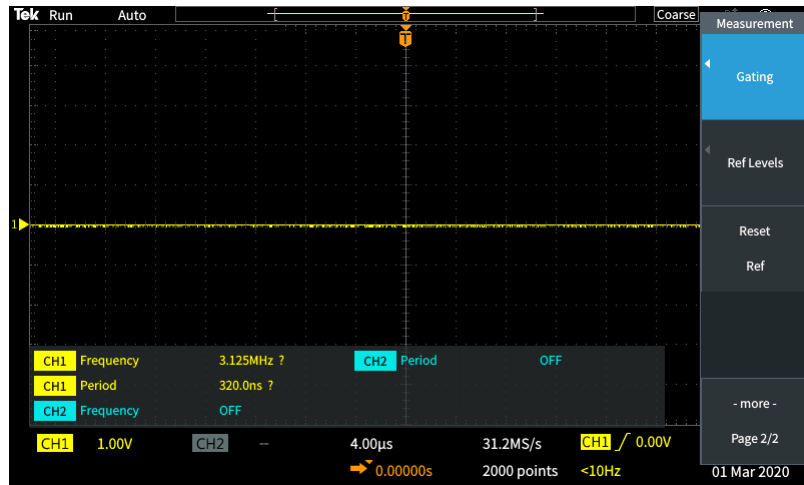 Tek Run Auto Coarse
T
T
Measurement
Gating
Ref Levels
Reset
Ref
1
CH1 Frequency 3.125MHz ? CH2 Period OFF
CH1 Period 320.0ns ?
CH2 Frequency OFF
- more -
Page 2/2
CH1 1.00V CH2 -- 4.00µs 31.2MS/s CH1 0.00V
0.00000s 2000 points <10Hz 01 Mar 2020